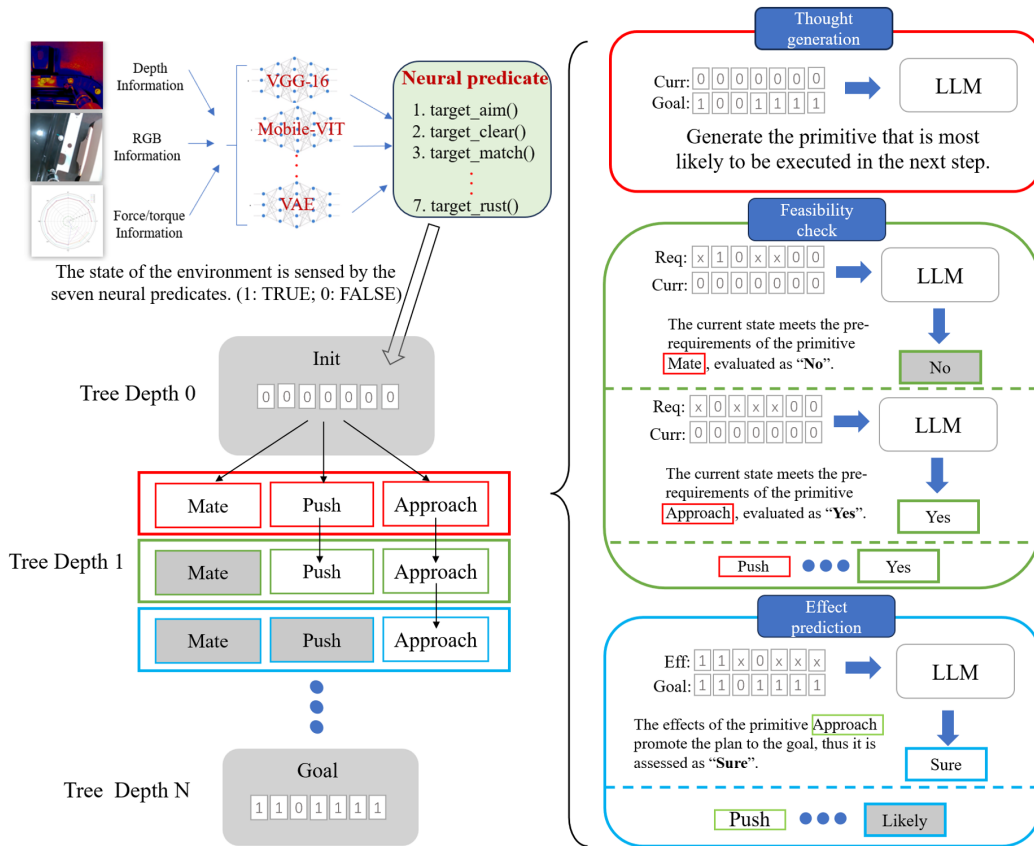 Depth
Information
RGB
Information
Force/torque
Information
VGG-16
Mobile-VIT
VAE
Neural predicate
1. target_aim()
2. target_clear()
3. target_match()
7. target_rust()
The state of the environment is sensed by the
seven neural predicates. (1: TRUE; 0: FALSE)
Tree Depth 0
Init
0 0 0 0 0 0 0
Tree Depth 1
Mate Push Approach
Mate Push Approach
Mate Push Approach
Tree Depth N
Goal
1 1 0 1 1 1 1
Thought
generation
Curr: 0 0 0 0 0 0 0
Goal: 1 0 0 1 1 1 1
LLM
Generate the primitive that is most
likely to be executed in the next step.
Feasibility
check
Req: x 1 0 x x 0 0
Curr: 0 0 0 0 0 0 0
LLM
The current state meets the pre-
requirements of the primitive
Mate, evaluated as “No”.
No
Req: x 0 x x x 0 0
Curr: 0 0 0 0 0 0 0
LLM
The current state meets the pre-
requirements of the primitive
Approach, evaluated as “Yes”.
Yes
Push Yes
Effect
prediction
Eff: 1 1 x 0 x x x
Goal: 1 1 0 1 1 1 1
LLM
The effects of the primitive Approach
promote the plan to the goal, thus it is
assessed as “Sure”.
Sure
Push Likely